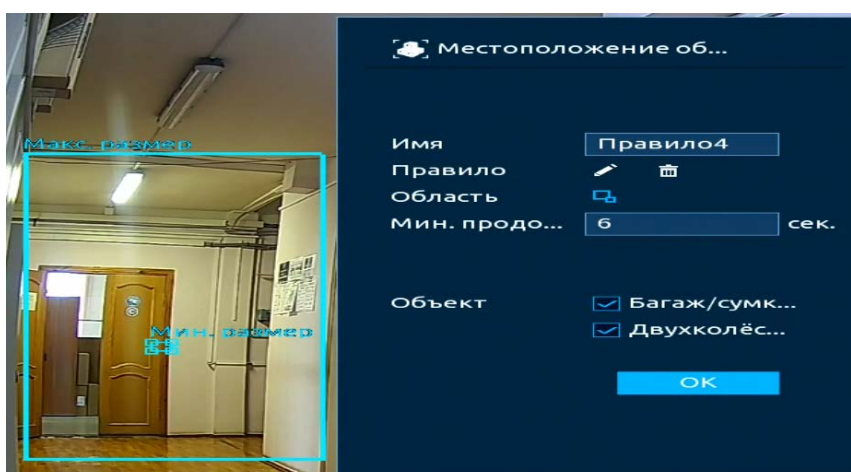 Местоположение об...
Макс. размер
Имя
Правило4
Правило
Область
Мин. продо...
6
сек.
Мин. размер
Объект
Багаж/сумк...
Двухколёс...
OK